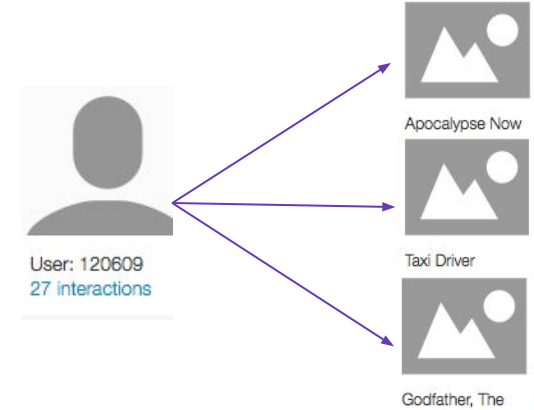 Apocalypse Now
User: 120609
27 interactions
Taxi Driver
Godfather, The